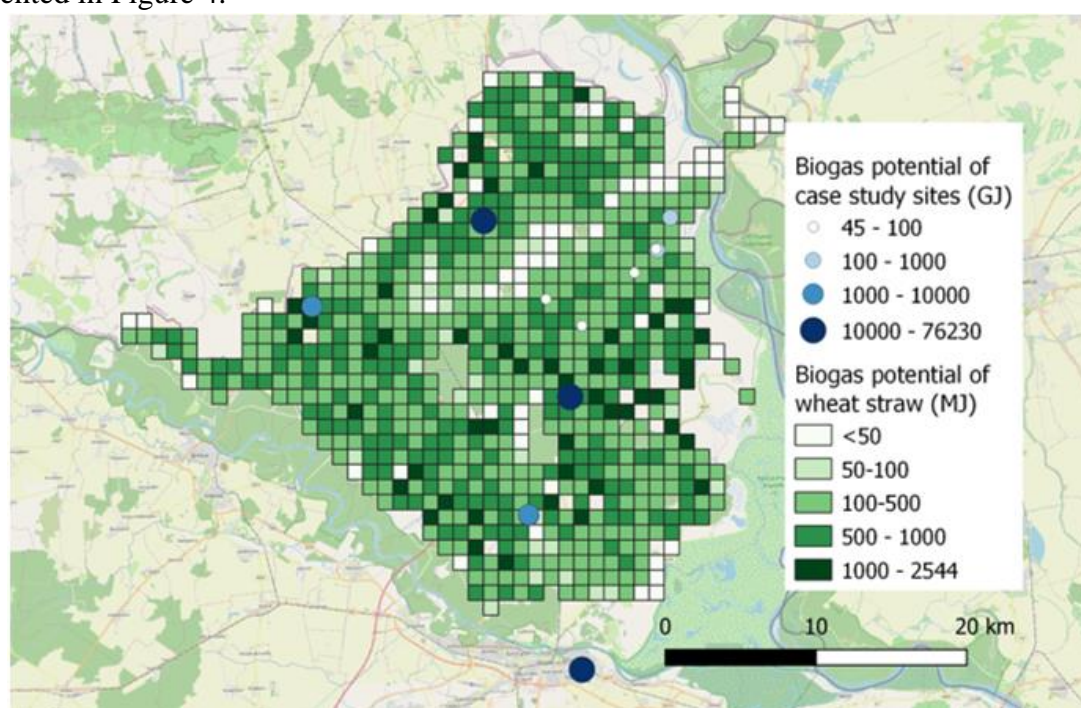 ented in Figure 4.
Biogas potential of
case study sites (GJ)
45 - 100
100 - 1000
1000 - 10000
10000 - 76230
Biogas potential of
wheat straw (MJ)
<50
50-100
100-500
500 - 1000
1000 - 2544
0 10 20 km